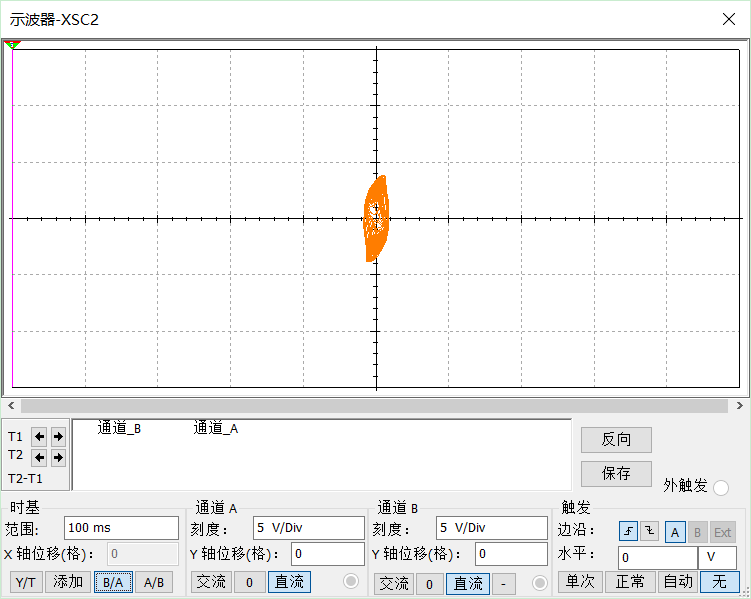 示波器-XSC2
T1
T2
T2-T1
通道_B 通道_A
反向
保存
外触发
时基
范围: 100 ms
X 轴位移(格): 0
Y/T 添加 B/A A/B
通道 A
刻度: 5 V/Div
Y 轴位移(格): 0
交流 0 直流
通道 B
刻度: 5 V/Div
Y 轴位移(格): 0
交流 0 直流 -
触发
边沿: A B Ext
水平: 0 V
单次 正常 自动 无